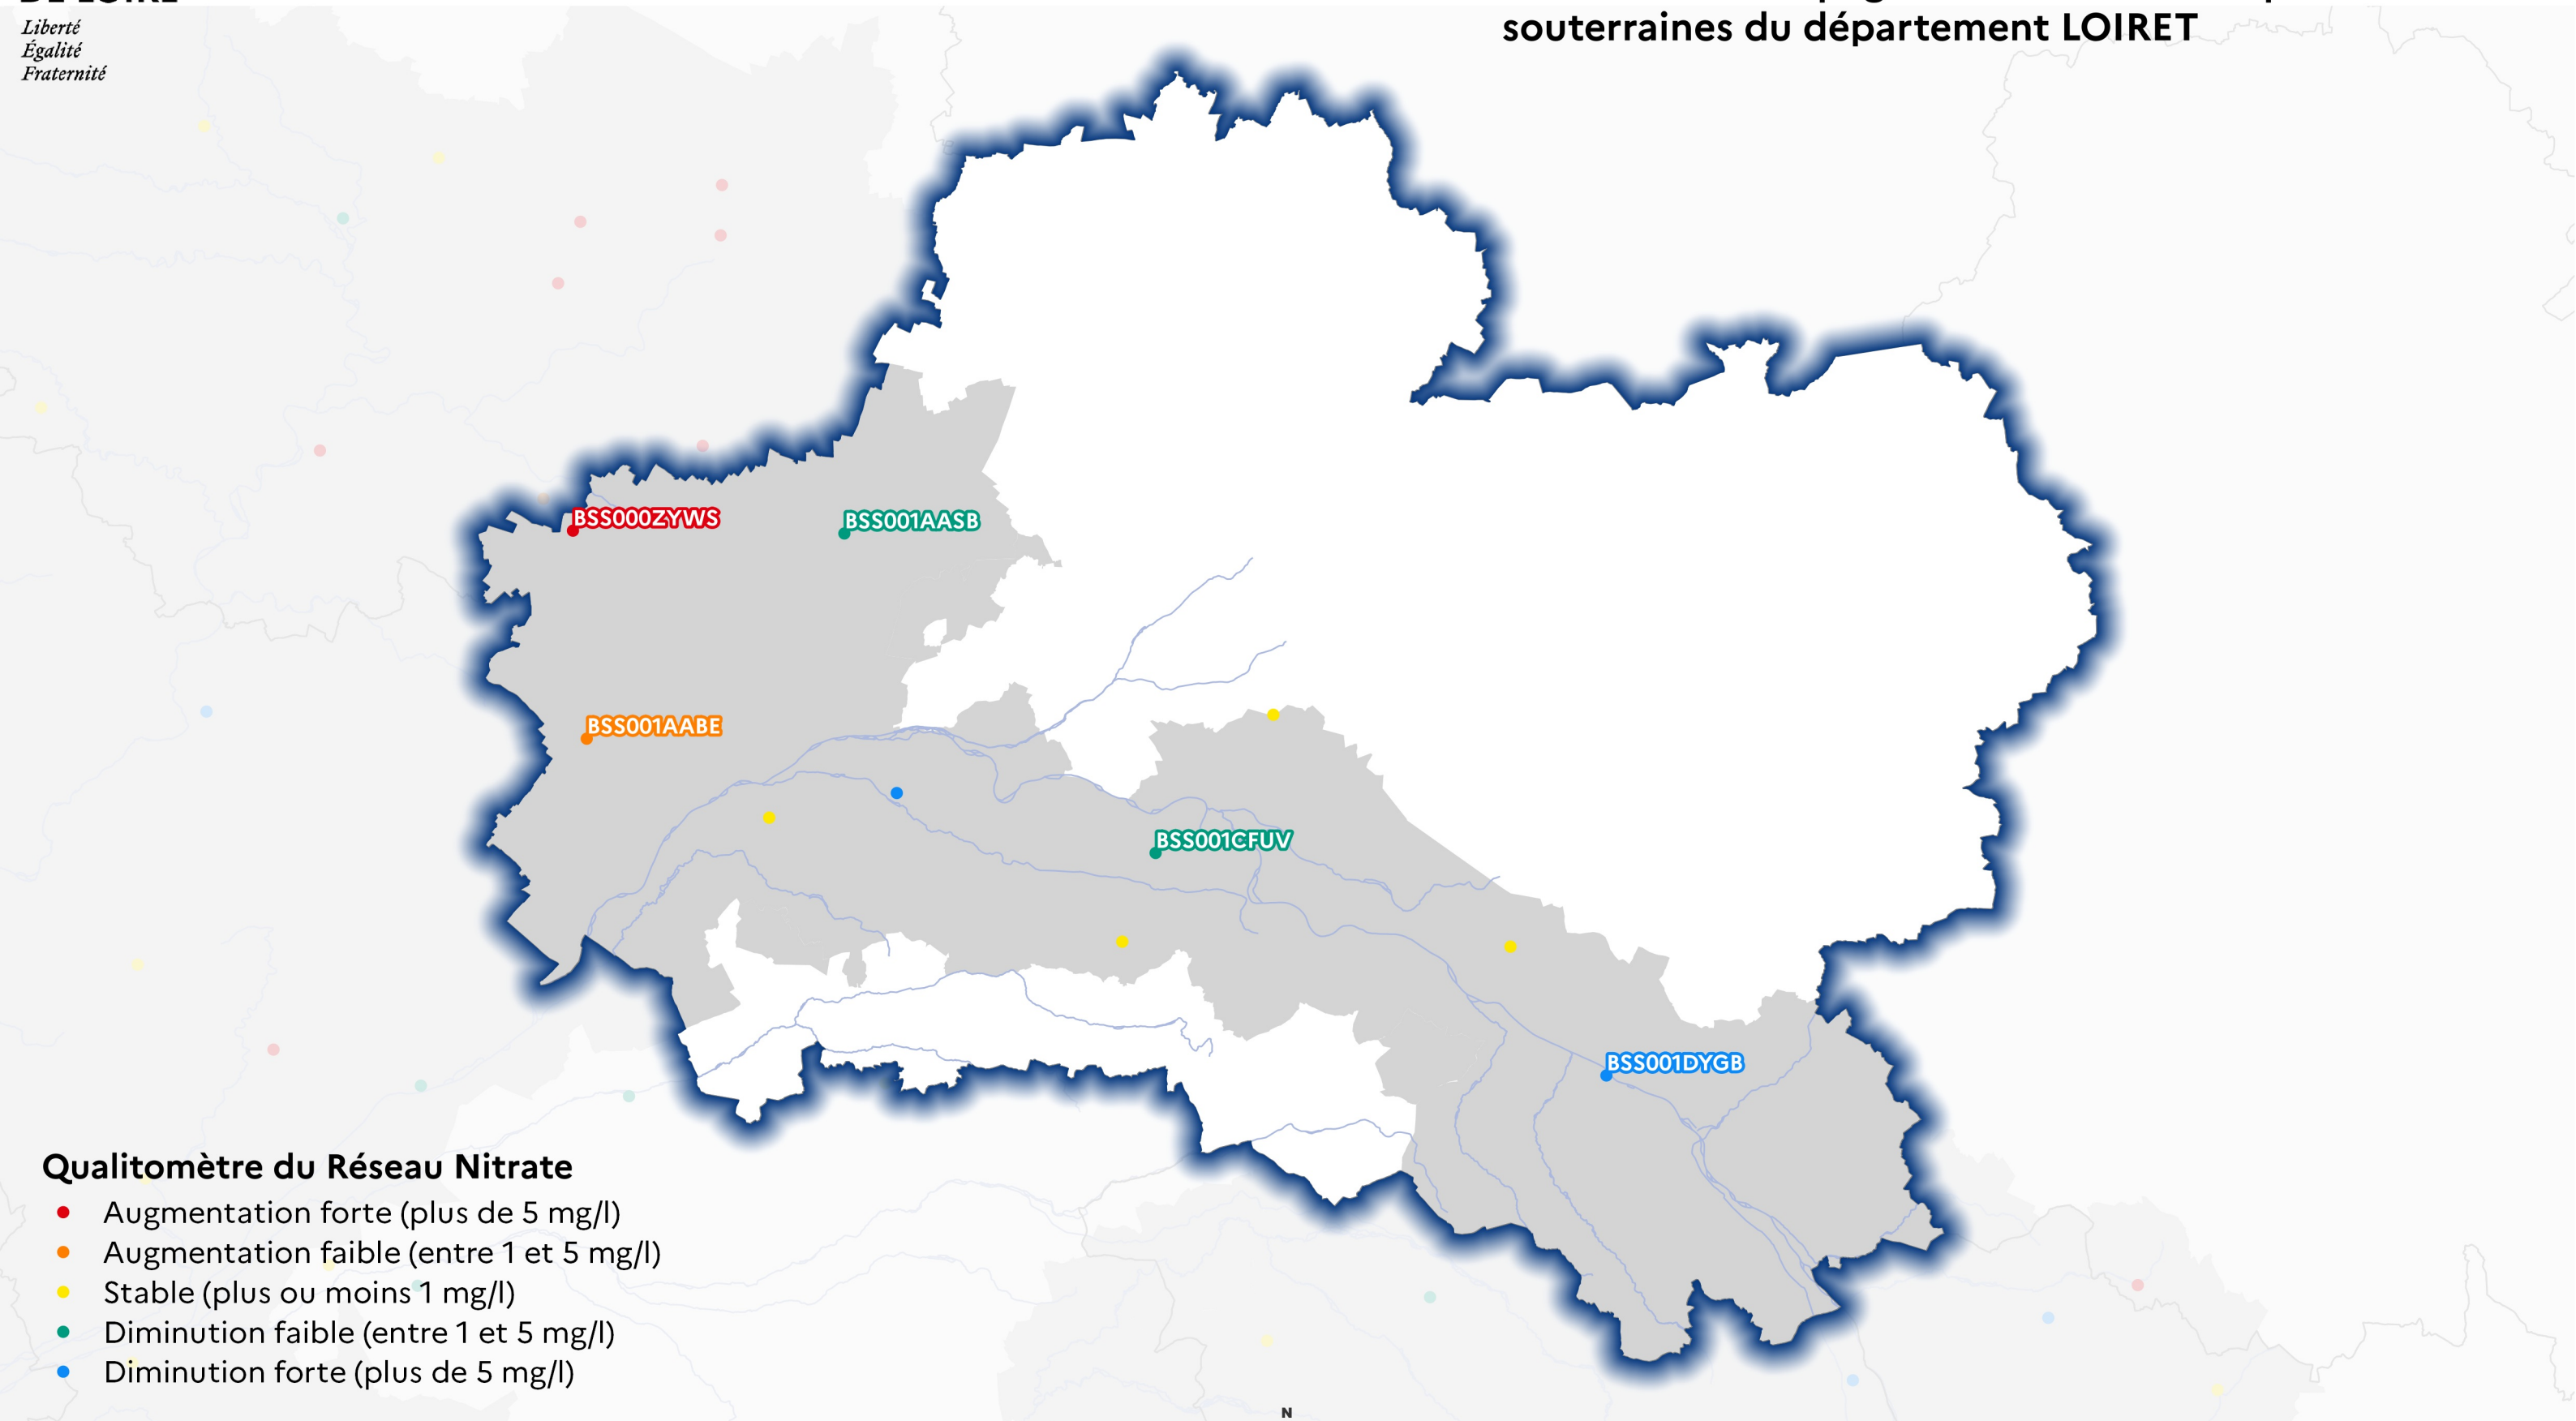 DE LOIRE
Liberté
Égalité
Fraternité
souterraines du département LOIRET
BSS000ZYWS
BSS001AASB
BSS001AABE
BSS001CFUV
BSS001DYGB
Qualitomètre du Réseau Nitrate
Augmentation forte (plus de 5 mg/l)
Augmentation faible (entre 1 et 5 mg/l)
Stable (plus ou moins 1 mg/l)
Diminution faible (entre 1 et 5 mg/l)
Diminution forte (plus de 5 mg/l)
N